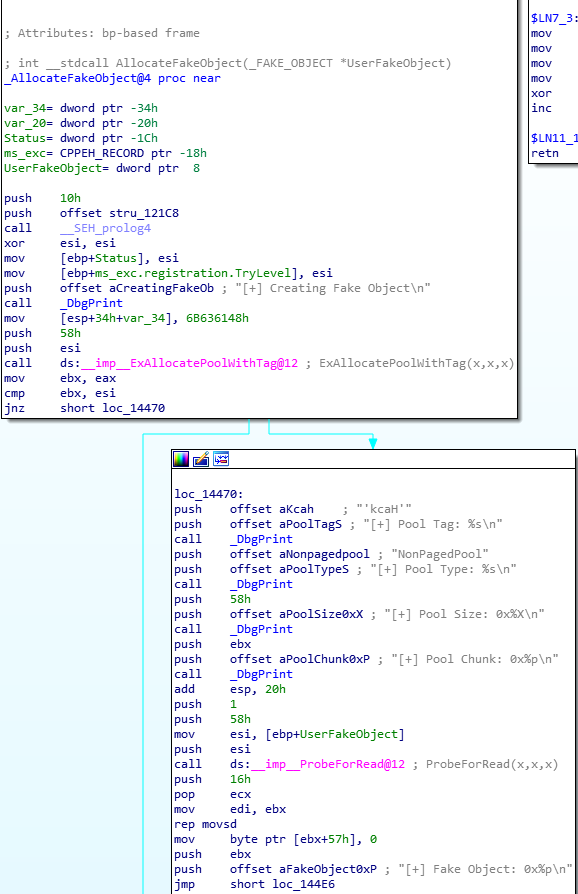 ; Attributes: bp-based frame
; int __stdcall AllocateFakeObject(_FAKE_OBJECT *UserFakeObject)
_AllocateFakeObject@4 proc near
var_34= dword ptr -34h
var_20= dword ptr -20h
Status= dword ptr -1Ch
ms_exc= CPPEH_RECORD ptr -18h
UserFakeObject= dword ptr  8
push    10h
push    offset stru_121C8
call    __SEH_prolog4
xor     esi, esi
mov     [ebp+Status], esi
mov     [ebp+ms_exc.registration.TryLevel], esi
push    offset aCreatingFakeOb ; "[+] Creating Fake Object\n"
call    _DbgPrint
mov     [esp+34h+var_34], 6B636148h
push    58h
push    esi
call    ds:__imp__ExAllocatePoolWithTag@12 ; ExAllocatePoolWithTag(x,x,x)
mov     ebx, eax
cmp     ebx, esi
jnz     short loc_14470
$LN7_3:
mov
mov
mov
mov
xor
inc
$LN11_1
retn
loc_14470:
push    offset aKcah    ; "'kcaH'"
push    offset aPoolTagS ; "[+] Pool Tag: %s\n"
call    _DbgPrint
push    offset aNonpagedpool ; "NonPagedPool"
push    offset aPoolTypeS ; "[+] Pool Type: %s\n"
call    _DbgPrint
push    58h
push    offset aPoolSize0xX ; "[+] Pool Size: 0x%X\n"
call    _DbgPrint
push    ebx
push    offset aPoolChunk0xP ; "[+] Pool Chunk: 0x%p\n"
call    _DbgPrint
add     esp, 20h
push    1
push    58h
mov     esi, [ebp+UserFakeObject]
push    esi
call    ds:__imp__ProbeForRead@12 ; ProbeForRead(x,x,x)
push    16h
pop     ecx
mov     edi, ebx
rep movsd
mov     byte ptr [ebx+57h], 0
push    ebx
push    offset aFakeObject0xP ; "[+] Fake Object: 0x%p\n"
jmp     short loc_144E6